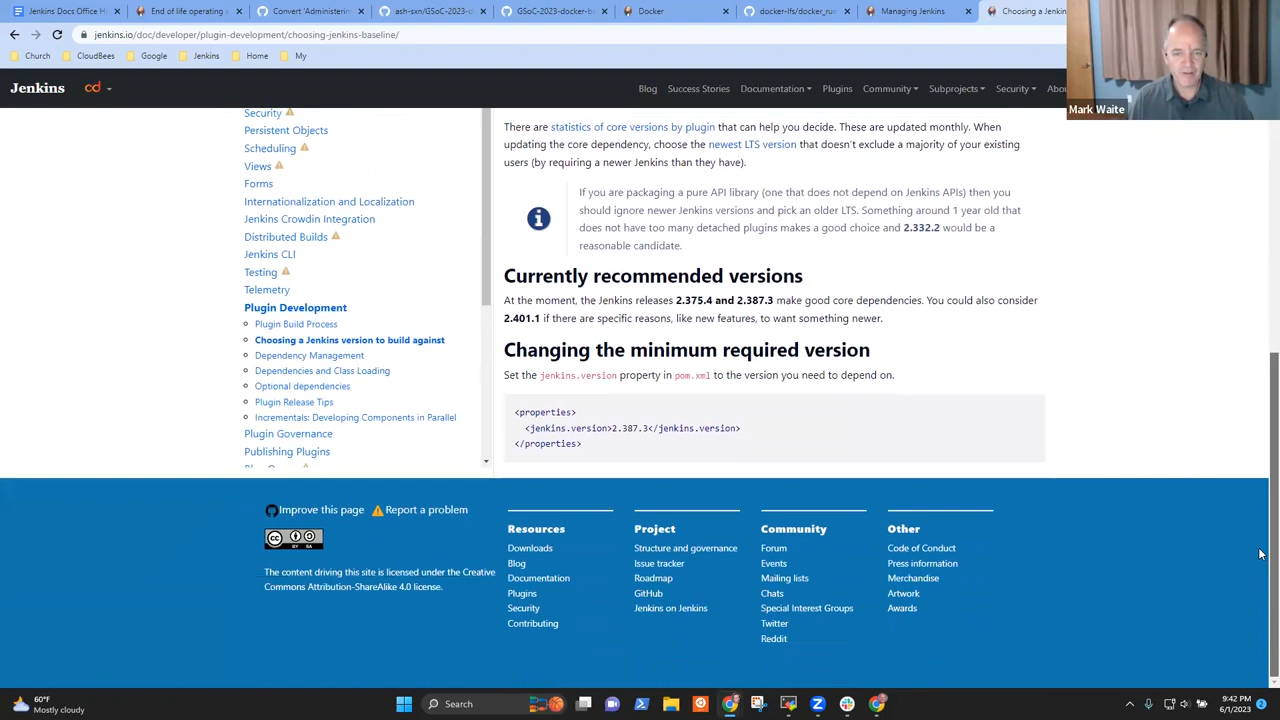 Jenkins Docs Office Hours
End of life operating
Convert 'Administerin
ash-sx/GSoC-2023-d
GSoC-2023-docker-b
Docker
docker-lfs/docker_run
Managing Jenkins
Choosing a Jenkins
jenkins.io/doc/developer/plugin-development/choosing-jenkins-baseline/
Church
CloudBees
Google
Jenkins
Home
My
Mark Waite
Jenkins
cd
Blog
Success Stories
Documentation
Plugins
Community
Subprojects
Security
Abou
Security
Persistent Objects
Scheduling
Views
Forms
Internationalization and Localization
Jenkins Crowdin Integration
Distributed Builds
Jenkins CLI
Testing
Telemetry
Plugin Development
Plugin Build Process
Choosing a Jenkins version to build against
Dependency Management
Dependencies and Class Loading
Optional dependencies
Plugin Release Tips
Incrementals: Developing Components in Parallel
Plugin Governance
Publishing Plugins
There are statistics of core versions by plugin that can help you decide. These are updated monthly. When
updating the core dependency, choose the newest LTS version that doesn't exclude a majority of your existing
users (by requiring a newer Jenkins than they have).
If you are packaging a pure API library (one that does not depend on Jenkins APIs) then you
should ignore newer Jenkins versions and pick an older LTS. Something around 1 year old that
does not have too many detached plugins makes a good choice and 2.332.2 would be a
reasonable candidate.
Currently recommended versions
At the moment, the Jenkins releases 2.375.4 and 2.387.3 make good core dependencies. You could also consider
2.401.1 if there are specific reasons, like new features, to want something newer.
Changing the minimum required version
Set the jenkins.version property in pom.xml to the version you need to depend on.
<properties>
<jenkins.version>2.387.3</jenkins.version>
</properties>
Improve this page
Report a problem
CC BY SA
The content driving this site is licensed under the Creative
Commons Attribution-ShareAlike 4.0 license.
Resources
Downloads
Blog
Documentation
Plugins
Security
Contributing
Project
Structure and governance
Issue tracker
Roadmap
GitHub
Jenkins on Jenkins
Community
Forum
Events
Mailing lists
Chats
Special Interest Groups
Twitter
Reddit
Other
Code of Conduct
Press information
Merchandise
Artwork
Awards
60°F
Mostly cloudy
Search
9:42 PM
6/1/2023
2